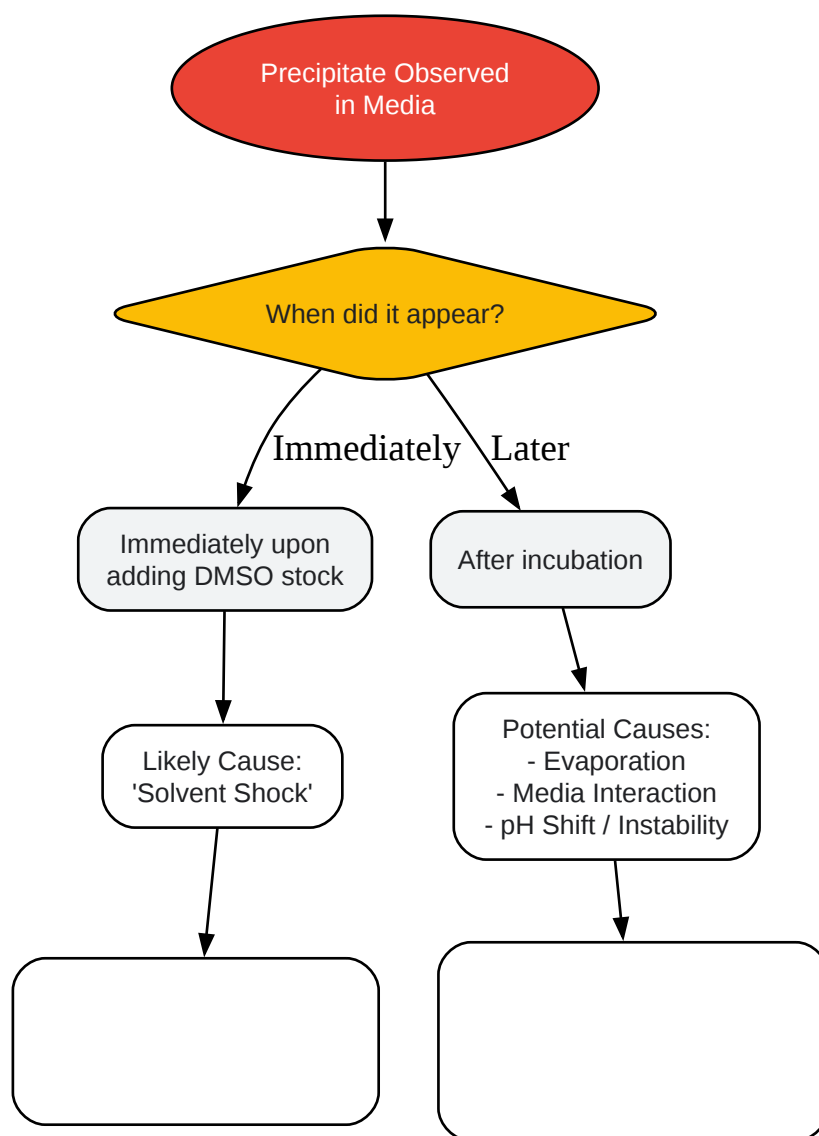 Precipitate Observed
in Media
When did it appear?
Immediately
Later
Immediately upon
adding DMSO stock
After incubation
Likely Cause:
'Solvent Shock'
Potential Causes:
- Evaporation
- Media Interaction
- pH Shift / Instability